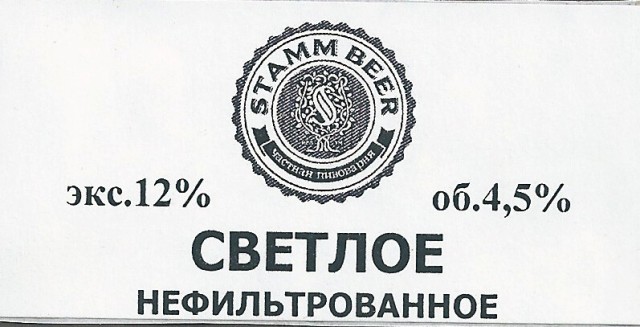 STAMM BEER
S
частная пивоварня
экс.12%
об.4,5%
СВЕТЛОЕ
НЕФИЛЬТРОВАННОЕ